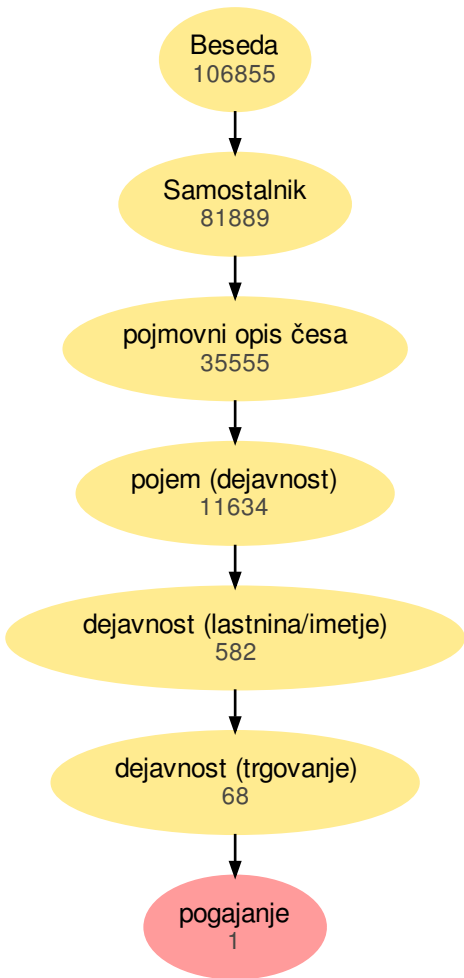 Beseda
106855
Samostalnik
81889
pojmovni opis česa
35555
pojem (dejavnost)
11634
dejavnost (lastnina/imetje)
582
dejavnost (trgovanje)
68
pogajanje
1